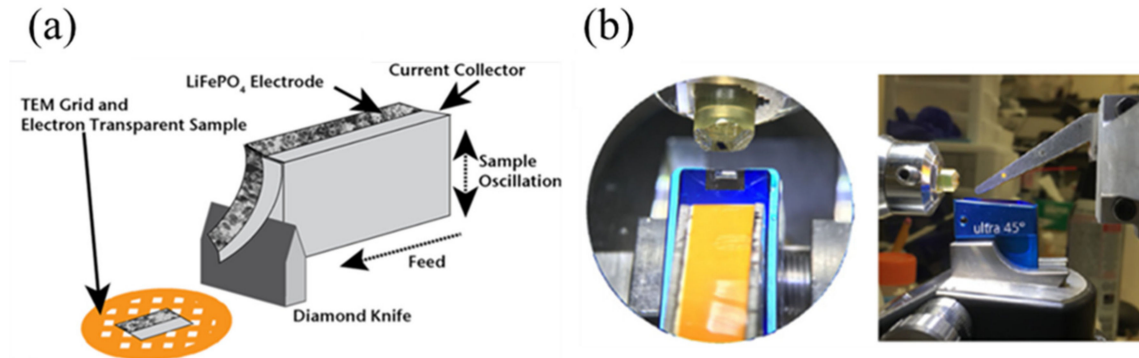 (a)
LiFePO4 Electrode
Current Collector
TEM Grid and
Electron Transparent Sample
Sample
Oscillation
Feed
Diamond Knife
(b)
ultra 45°